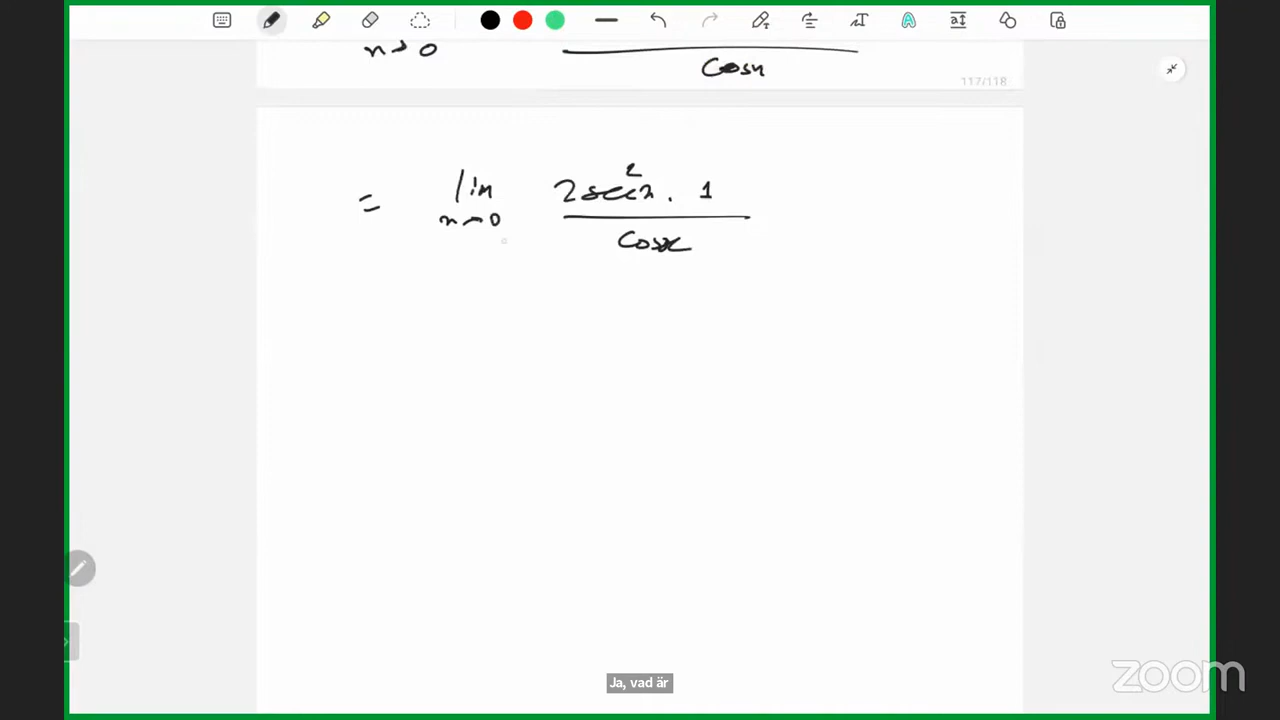 n→0
Cosx
117/118
= lim 2sec²x . 1
x→0 Cosx
Ja, vad är
zoom